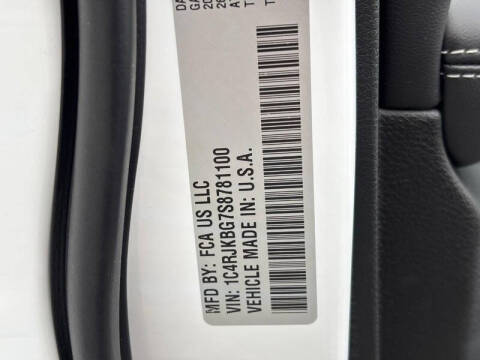 MFD BY: FCA US LLC
VIN: 1C4RJKBG7S8781100
VEHICLE MADE IN: U.S.A.